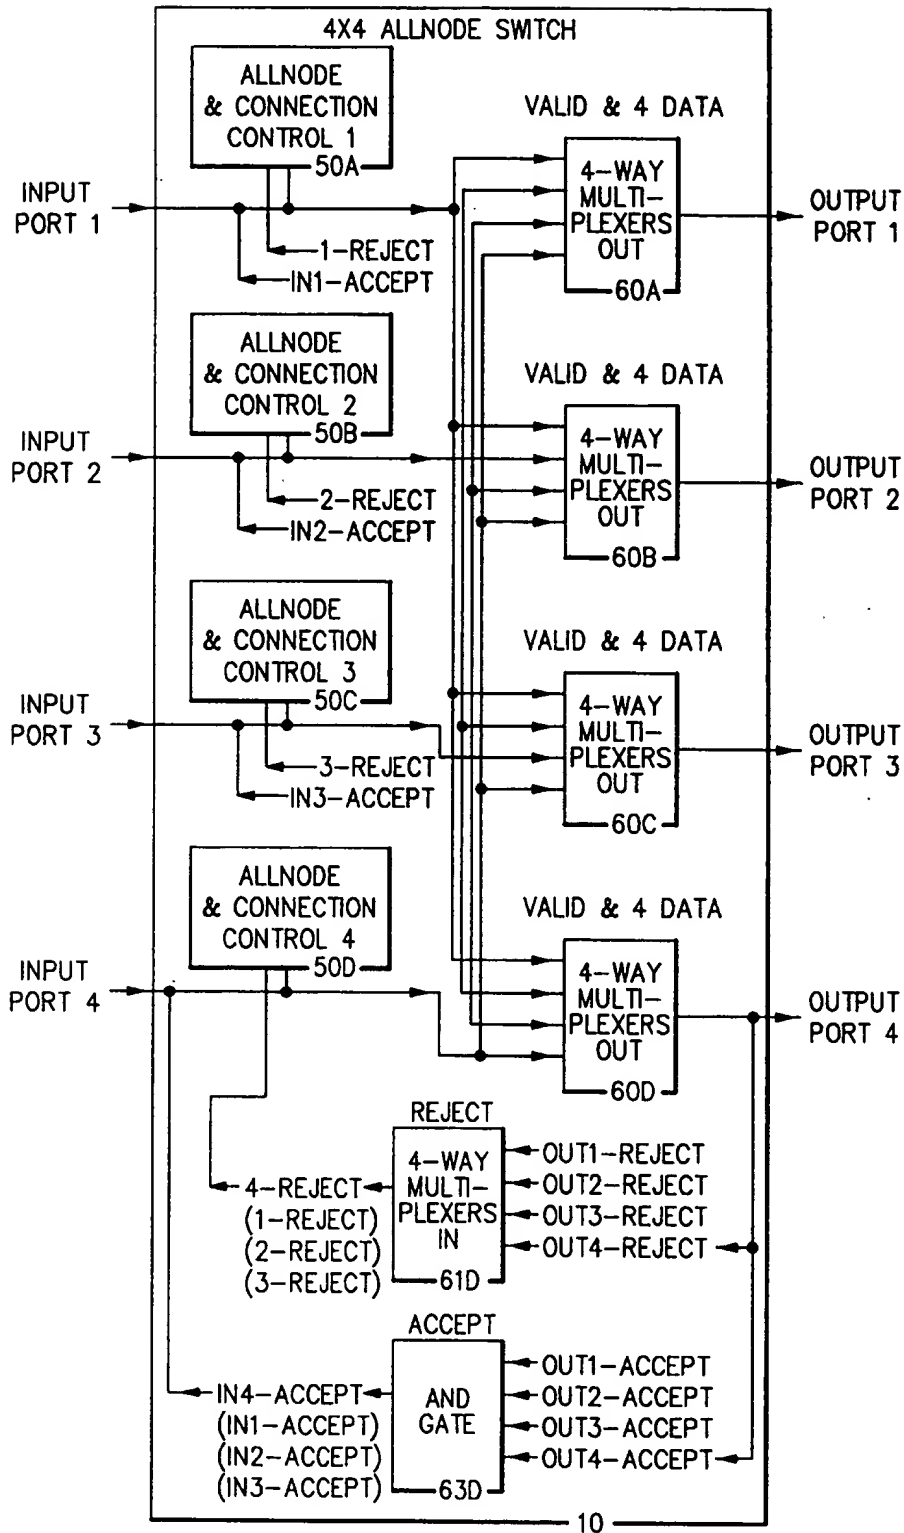 4X4 ALLNODE SWITCH
ALLNODE
& CONNECTION
CONTROL 1
50A
VALID & 4 DATA
4-WAY
MULTI-
PLEXERS
OUT
60A
INPUT
PORT 1
OUTPUT
PORT 1
1-REJECT
IN1-ACCEPT
ALLNODE
& CONNECTION
CONTROL 2
50B
VALID & 4 DATA
4-WAY
MULTI-
PLEXERS
OUT
60B
INPUT
PORT 2
OUTPUT
PORT 2
2-REJECT
IN2-ACCEPT
ALLNODE
& CONNECTION
CONTROL 3
50C
VALID & 4 DATA
4-WAY
MULTI-
PLEXERS
OUT
60C
INPUT
PORT 3
OUTPUT
PORT 3
3-REJECT
IN3-ACCEPT
ALLNODE
& CONNECTION
CONTROL 4
50D
VALID & 4 DATA
4-WAY
MULTI-
PLEXERS
OUT
60D
INPUT
PORT 4
OUTPUT
PORT 4
REJECT
4-WAY
MULTI-
PLEXERS
IN
61D
4-REJECT
(1-REJECT)
(2-REJECT)
(3-REJECT)
OUT1-REJECT
OUT2-REJECT
OUT3-REJECT
OUT4-REJECT
ACCEPT
AND
GATE
63D
IN4-ACCEPT
(IN1-ACCEPT)
(IN2-ACCEPT)
(IN3-ACCEPT)
OUT1-ACCEPT
OUT2-ACCEPT
OUT3-ACCEPT
OUT4-ACCEPT
10